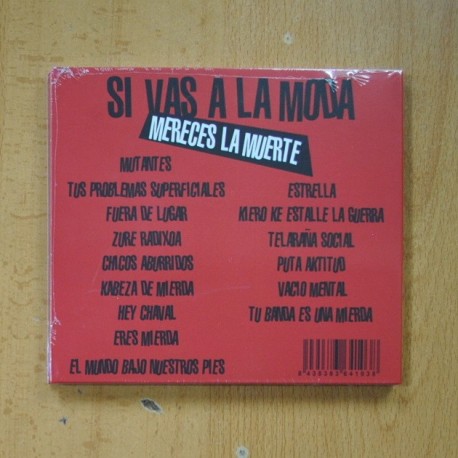 SI VAS A LA MODA
MERECES LA MUERTE
MUTANTES
TUS PROBLEMAS SUPERFICIALES
FUERA DE LUGAR
ZURE RADIXOA
CHICOS ABURRIDOS
KABEZA DE MIERDA
HEY CHAVAL
ERES MIERDA
EL MUNDO BAJO NUESTROS PIES
ESTRELLA
KIERO KE ESTALLE LA GUERRA
TELARAÑA SOCIAL
PUTA AKTITUD
VACIO MENTAL
TU BANDA ES UNA MIERDA